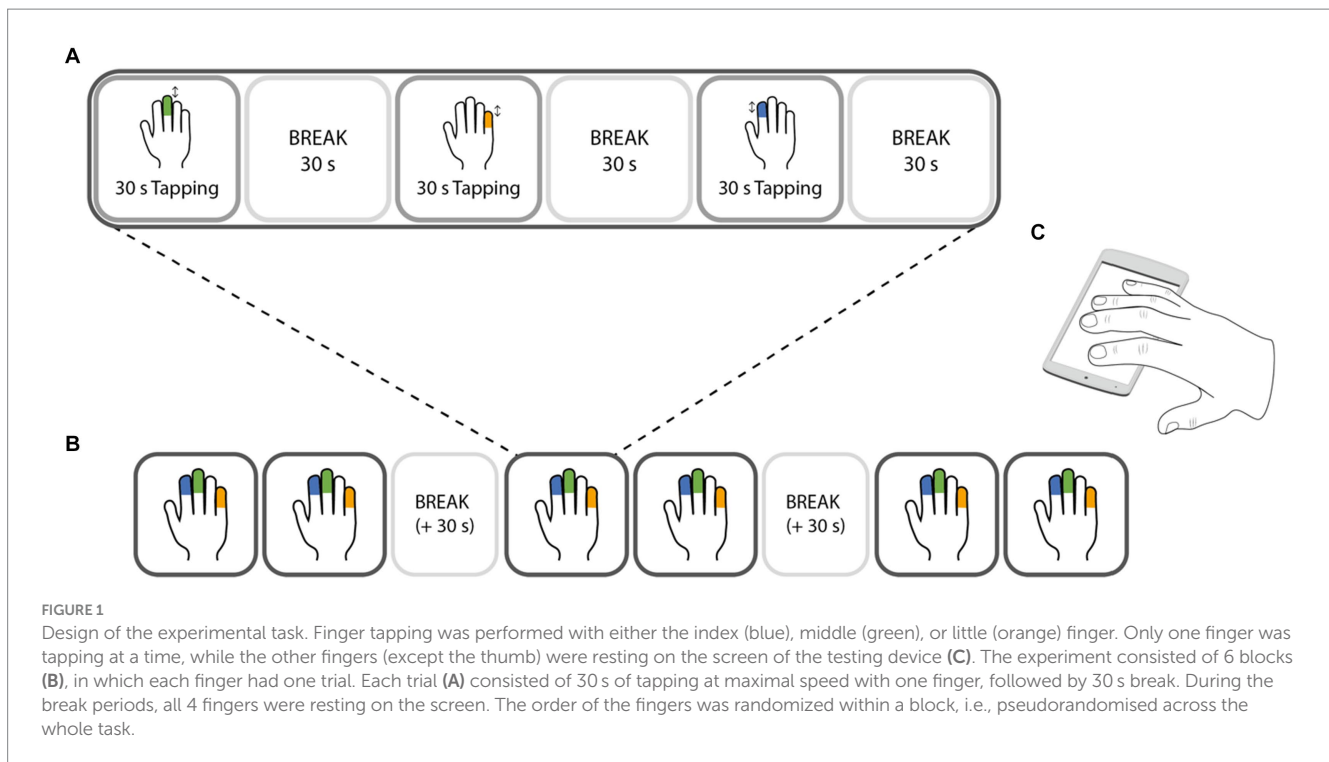 A
30 s Tapping
BREAK
30 s
30 s Tapping
BREAK
30 s
30 s Tapping
BREAK
30 s
C
B
BREAK
(+ 30 s)
BREAK
(+ 30 s)
FIGURE 1
Design of the experimental task. Finger tapping was performed with either the index (blue), middle (green), or little (orange) finger. Only one finger was
tapping at a time, while the other fingers (except the thumb) were resting on the screen of the testing device (C). The experiment consisted of 6 blocks
(B), in which each finger had one trial. Each trial (A) consisted of 30 s of tapping at maximal speed with one finger, followed by 30 s break. During the
break periods, all 4 fingers were resting on the screen. The order of the fingers was randomized within a block, i.e., pseudorandomised across the
whole task.